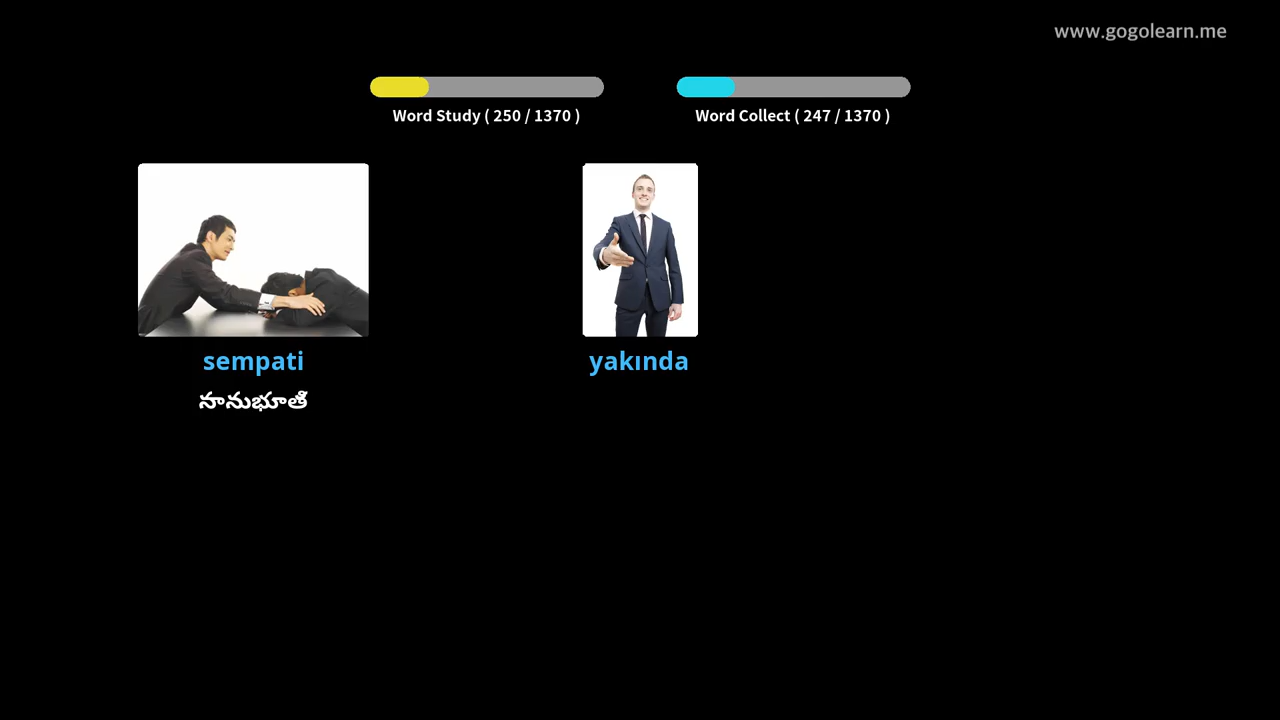 www.gogolearn.me
Word Study ( 250 / 1370 )
Word Collect ( 247 / 1370 )
sempati
yakında
సానుభూతి